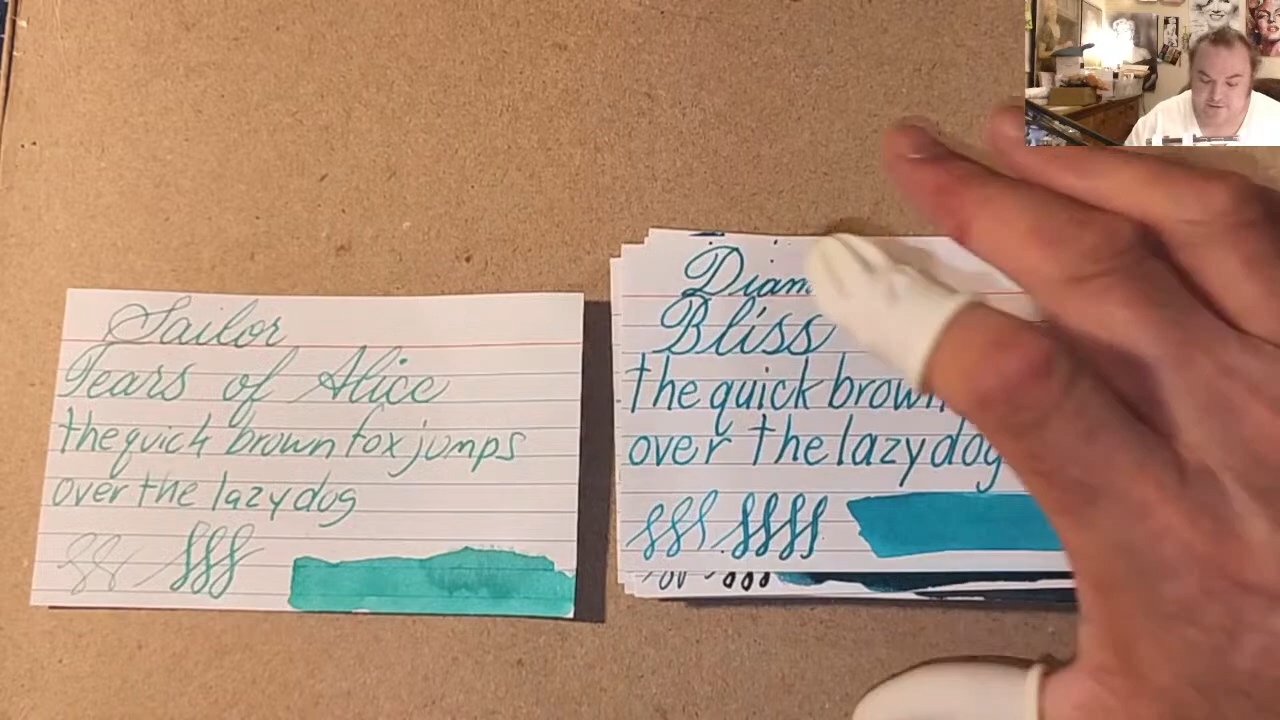 Sailor
Tears of Alice
the quick brown fox jumps
over the lazy dog
Diam
Bliss
the quick brown
over the lazy dog